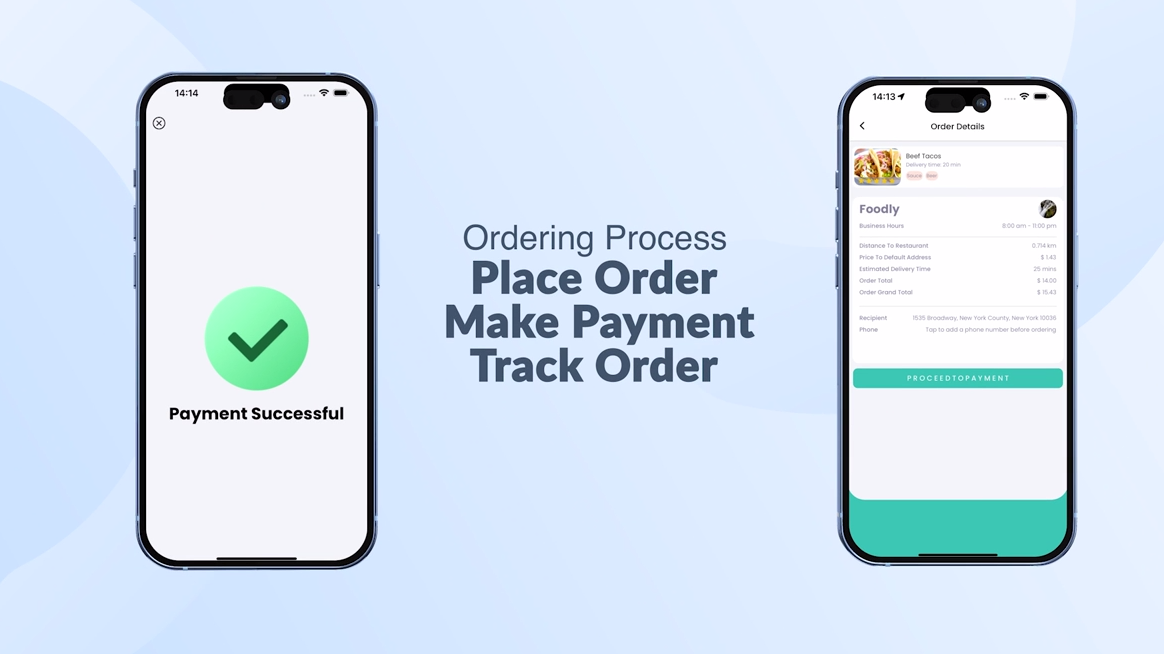 14:14
Payment Successful
Ordering Process
Place Order
Make Payment
Track Order
14:13
Order Details
Beef Tacos
Delivery time: 20 min
Foodly
Business Hours 8:00 am - 11:00 pm
Distance To Restaurant 0.714 km
Price To Default Address $ 1.43
Estimated Delivery Time 25 mins
Order Total $ 14.00
Order Grand Total $ 15.43
Recipient 1535 Broadway, New York County, New York 10036
Phone Tap to add a phone number before ordering
PROCEEDTOPAYMENT